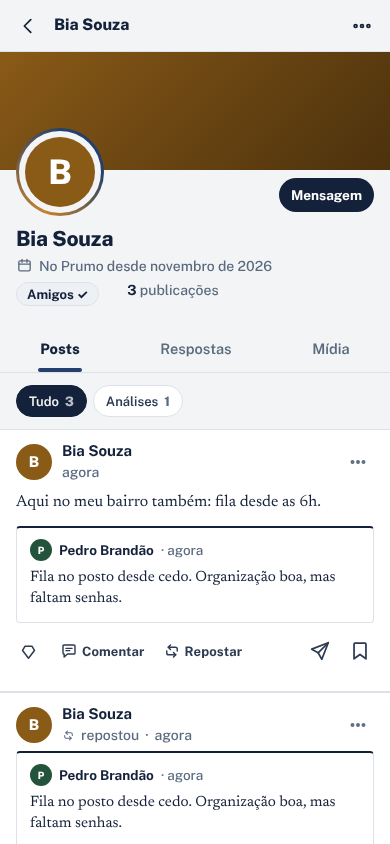 Bia Souza
B
Mensagem
Bia Souza
No Prumo desde novembro de 2026
Amigos ✓
3 publicações
Posts Respostas Mídia
Tudo 3 Análises 1
B
Bia Souza
agora
Aqui no meu bairro também: fila desde as 6h.
P Pedro Brandão · agora
Fila no posto desde cedo. Organização boa, mas
faltam senhas.
Comentar Repostar
B
Bia Souza
repostou · agora
P Pedro Brandão · agora
Fila no posto desde cedo. Organização boa, mas
faltam senhas.